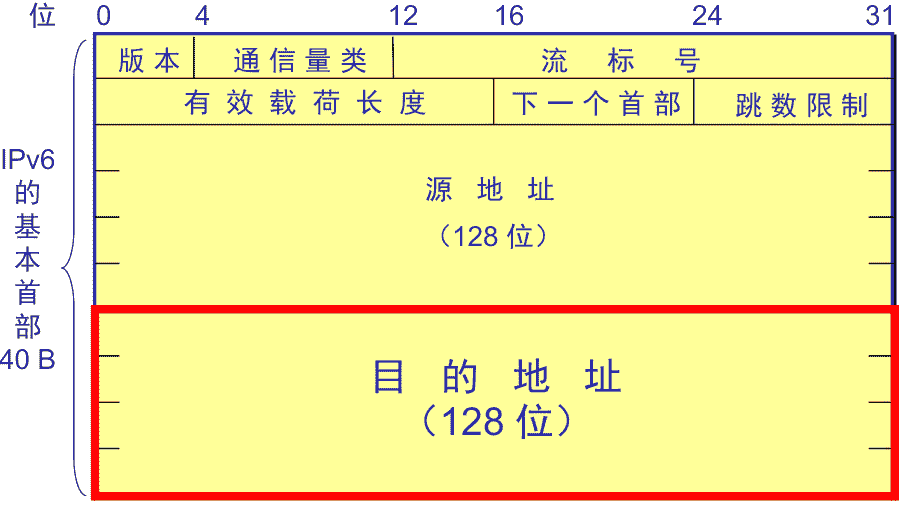 位 0 4 12 16 24 31
版本 通信量类 流标号
有效载荷长度 下一个首部 跳数限制
IPv6
的
基
本
首
部
40 B
源地址
（128 位）
目的地址
（128 位）